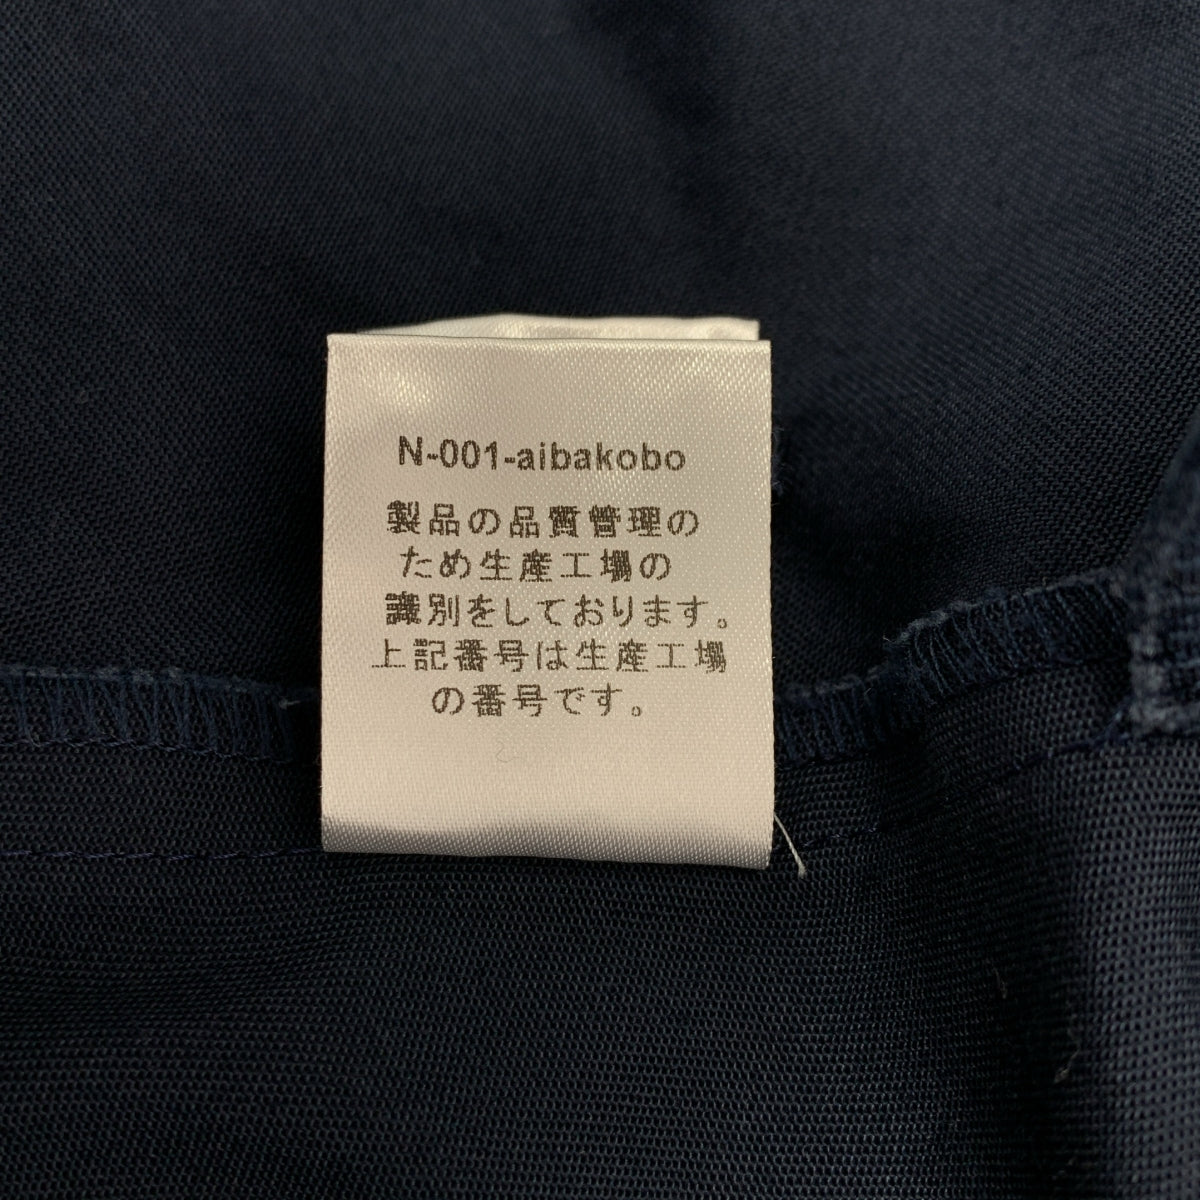 N-001-aibakobo
製品の品質管理の
ため生産工場の
識別をしております。
上記番号は生産工場
の番号です。